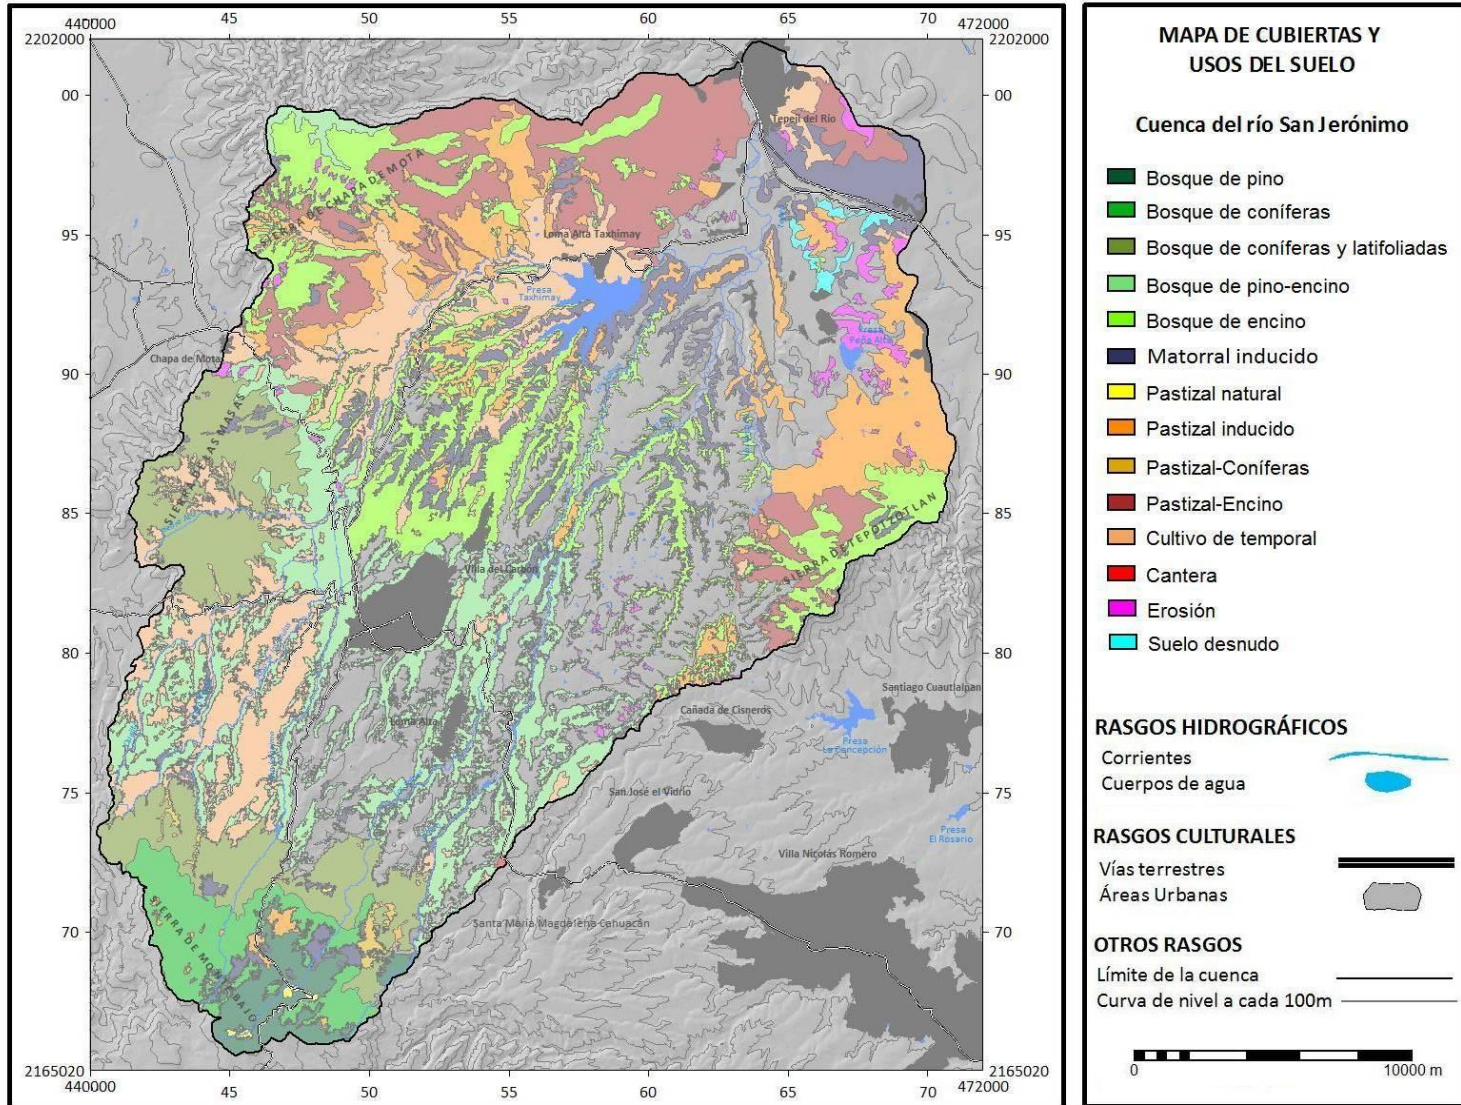 440000 45 50 55 60 65 70 472000
2202000 2202000
00 00
Tepeji del Río
SIERRA DE CHAPA DE MOTA
95 95
Loma Alta Taxhimay
Presa
Taxhimay
Presa
Peña Alta
Chapa de Mota
90 90
SIERRA DE LAS MASAS
85 85
SIERRA DE TEPOTZOTLAN
Villa del Carbón
80 80
Santiago Cuautlalpan
Cañada de Cisneros
Loma Alta
Presa
La Concepción
75 75
San José el Vidrio
Presa
El Rosario
Villa Nicolás Romero
Santa María Magdalena Cahuacán
70 70
SIERRA DE MONTE BAJO
2165020 2165020
440000 45 50 55 60 65 70 472000
MAPA DE CUBIERTAS Y
USOS DEL SUELO
Cuenca del río San Jerónimo
Bosque de pino
Bosque de coníferas
Bosque de coníferas y latifoliadas
Bosque de pino-encino
Bosque de encino
Matorral inducido
Pastizal natural
Pastizal inducido
Pastizal-Coníferas
Pastizal-Encino
Cultivo de temporal
Cantera
Erosión
Suelo desnudo
RASGOS HIDROGRÁFICOS
Corrientes
Cuerpos de agua
RASGOS CULTURALES
Vías terrestres
Áreas Urbanas
OTROS RASGOS
Límite de la cuenca
Curva de nivel a cada 100m
0 10000 m